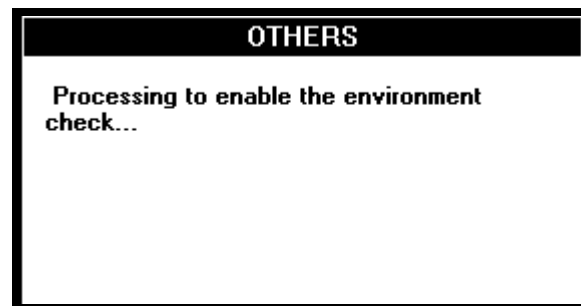 OTHERS
Processing to enable the environment
check...